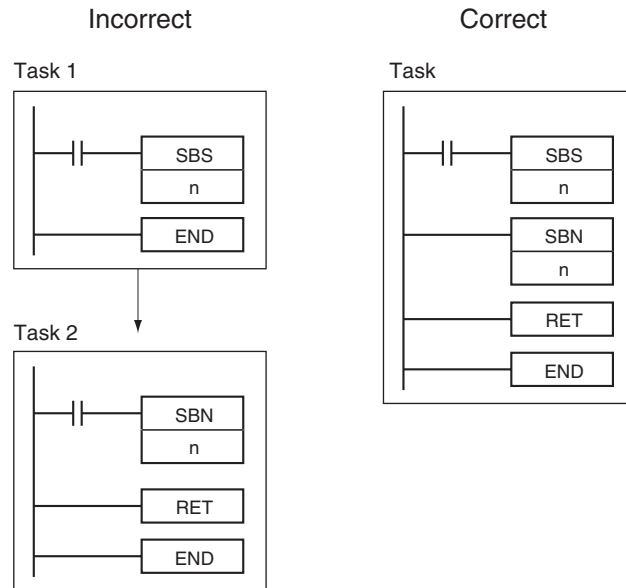 Incorrect
Task 1
SBS
n
END
Task 2
SBN
n
RET
END
Correct
Task
SBS
n
SBN
n
RET
END